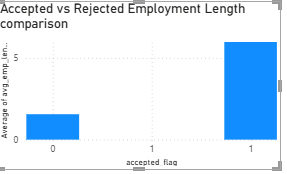 Accepted vs Rejected Employment Length
comparison
Average of avg_emp_len...
5
0
0 1 1
accepted_flag